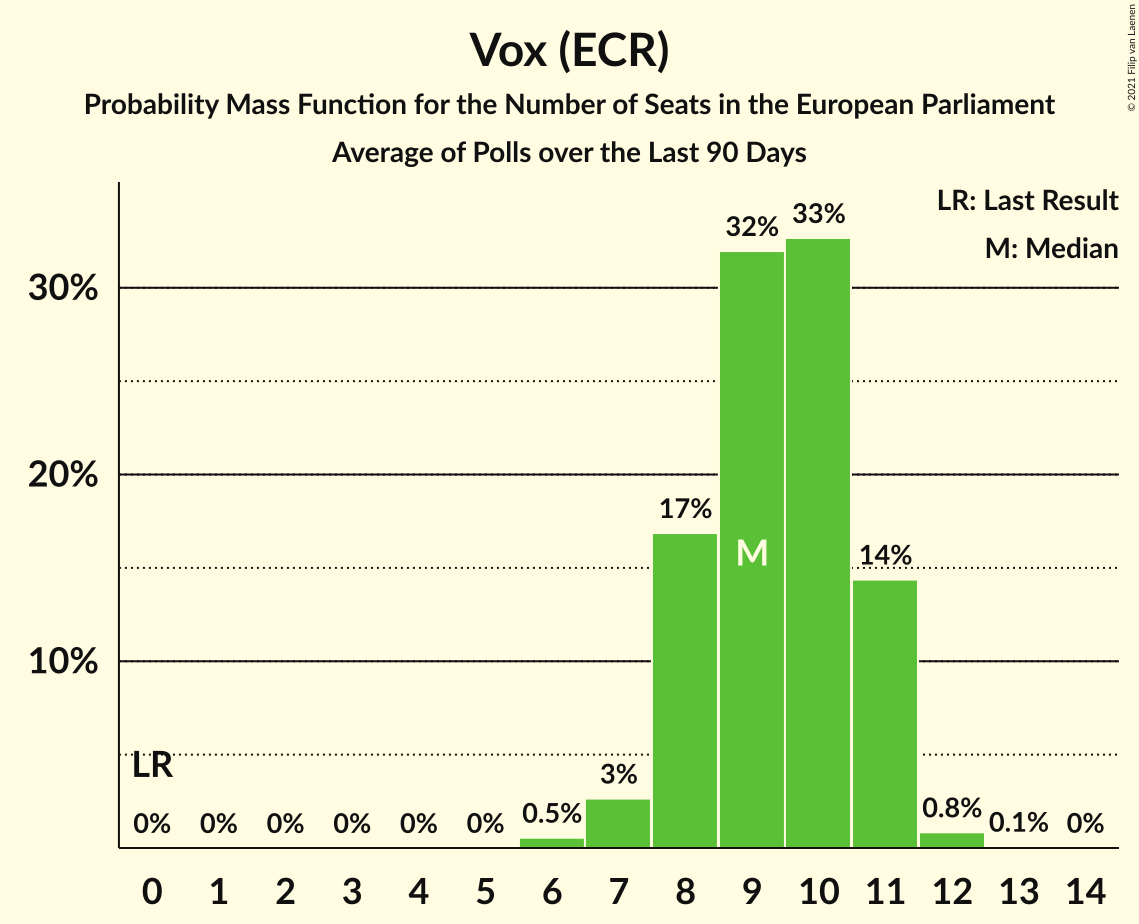 Vox (ECR)
Probability Mass Function for the Number of Seats in the European Parliament
Average of Polls over the Last 90 Days
© 2021 Filip van Laenen
LR: Last Result
M: Median
30%
20%
10%
LR
M
0% 0% 0% 0% 0% 0% 0.5% 3% 17% 32% 33% 14% 0.8% 0.1% 0%
0 1 2 3 4 5 6 7 8 9 10 11 12 13 14